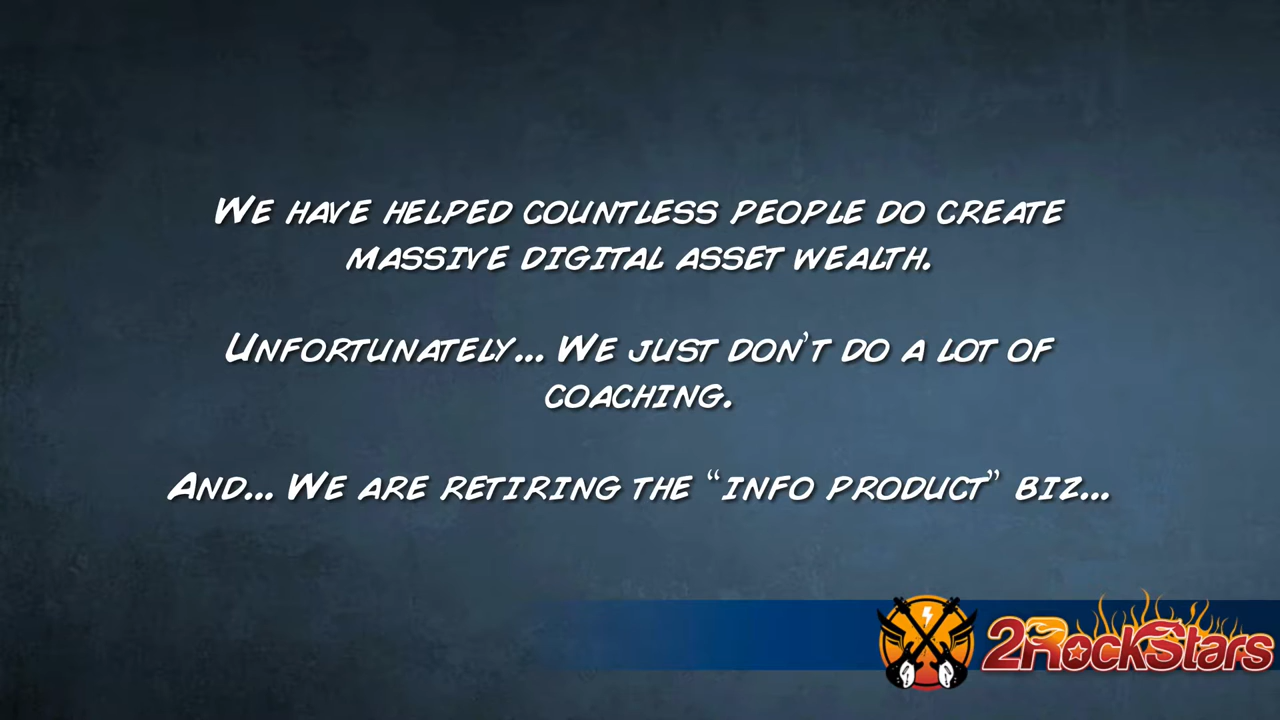 We have helped countless people do create
massive digital asset wealth.
Unfortunately... We just don't do a lot of
coaching.
And... We are retiring the “info product” biz...
2RockStars